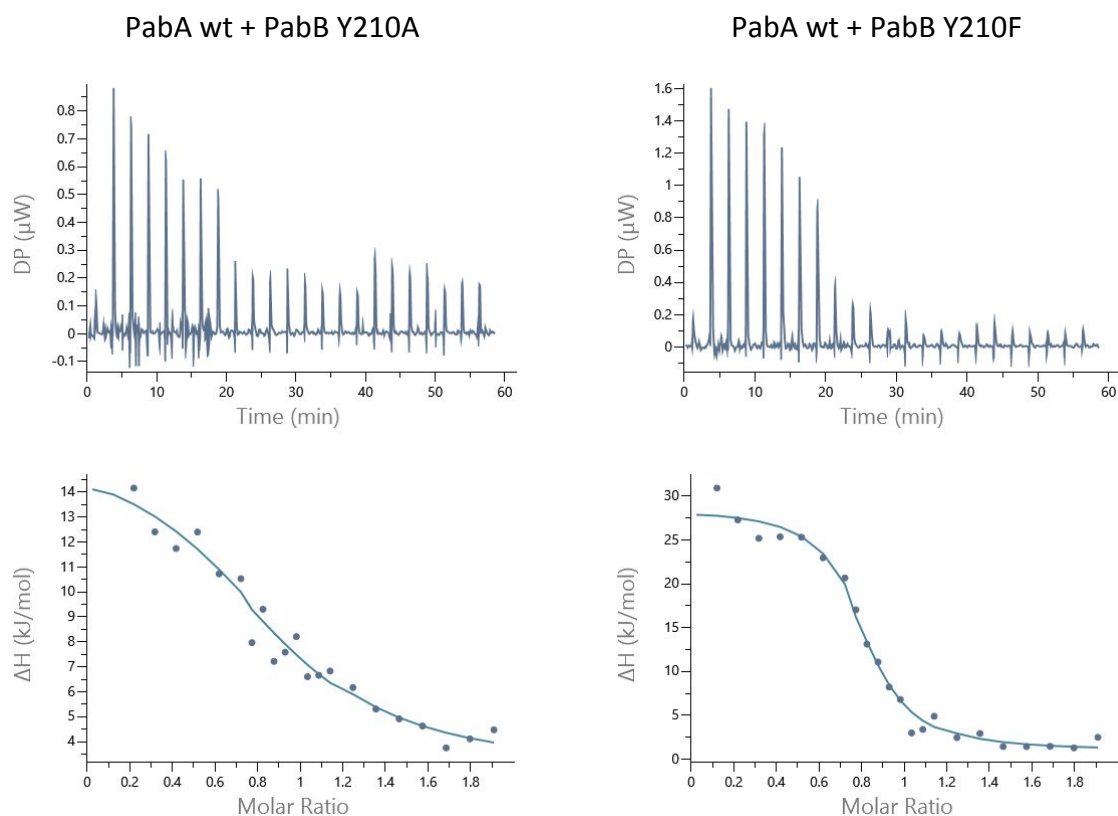 PabA wt + PabB Y210A
PabA wt + PabB Y210F
0.8
0.7
0.6
0.5
0.4
0.3
0.2
0.1
0
-0.1
DP (μW)
0 10 20 30 40 50 60
Time (min)
1.6
1.4
1.2
1
0.8
0.6
0.4
0.2
0
DP (μW)
0 10 20 30 40 50 60
Time (min)
14
13
12
11
10
9
8
7
6
5
4
ΔH (kJ/mol)
0 0.2 0.4 0.6 0.8 1 1.2 1.4 1.6 1.8
Molar Ratio
30
25
20
15
10
5
0
ΔH (kJ/mol)
0 0.2 0.4 0.6 0.8 1 1.2 1.4 1.6 1.8
Molar Ratio